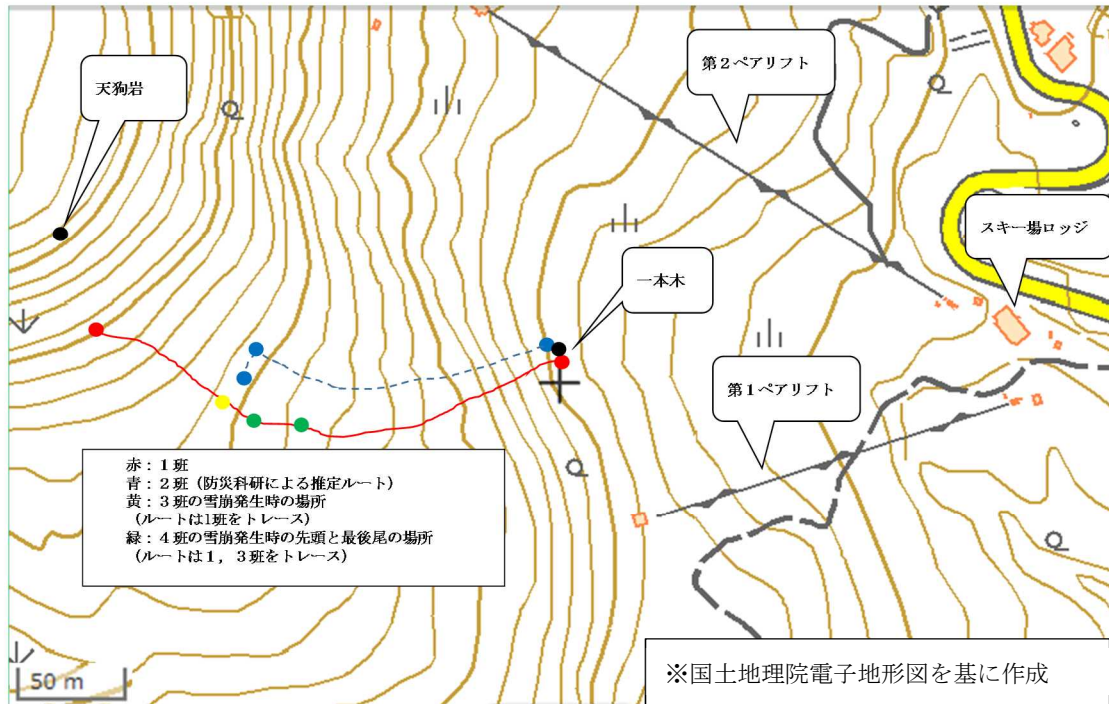 天狗岩
第２ペアリフト
スキー場ロッジ
一本木
第１ペアリフト
赤：１班
青：２班（防災科研による推定ルート）
黄：３班の雪崩発生時の場所
（ルートは1班をトレース）
緑：４班の雪崩発生時の先頭と最後尾の場所
（ルートは１，３班をトレース）
50 m
※国土地理院電子地形図を基に作成